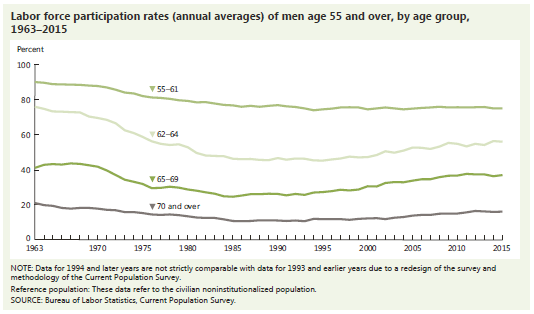 Labor force participation rates (annual averages) of men age 55 and over, by age group,
1963–2015
Percent
100
80
60
40
20
0
55–61
62–64
65–69
70 and over
1963 1970 1975 1980 1985 1990 1995 2000 2005 2010 2015
NOTE: Data for 1994 and later years are not strictly comparable with data for 1993 and earlier years due to a redesign of the survey and
methodology of the Current Population Survey.
Reference population: These data refer to the civilian noninstitutionalized population.
SOURCE: Bureau of Labor Statistics, Current Population Survey.